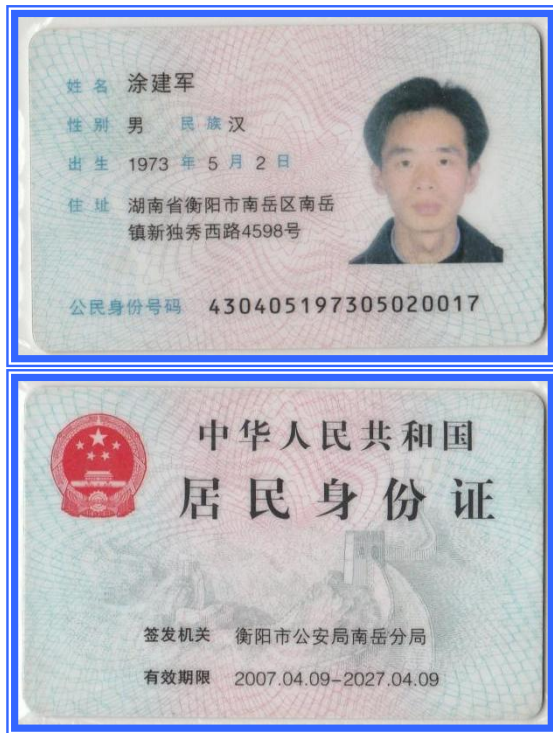 姓名 涂建军
性别 男 民族 汉
出生 1973 年 5 月 2 日
住址 湖南省衡阳市南岳区南岳
镇新独秀西路4598号
公民身份号码 430405197305020017
中华人民共和国
居民身份证
签发机关 衡阳市公安局南岳分局
有效期限 2007.04.09-2027.04.09